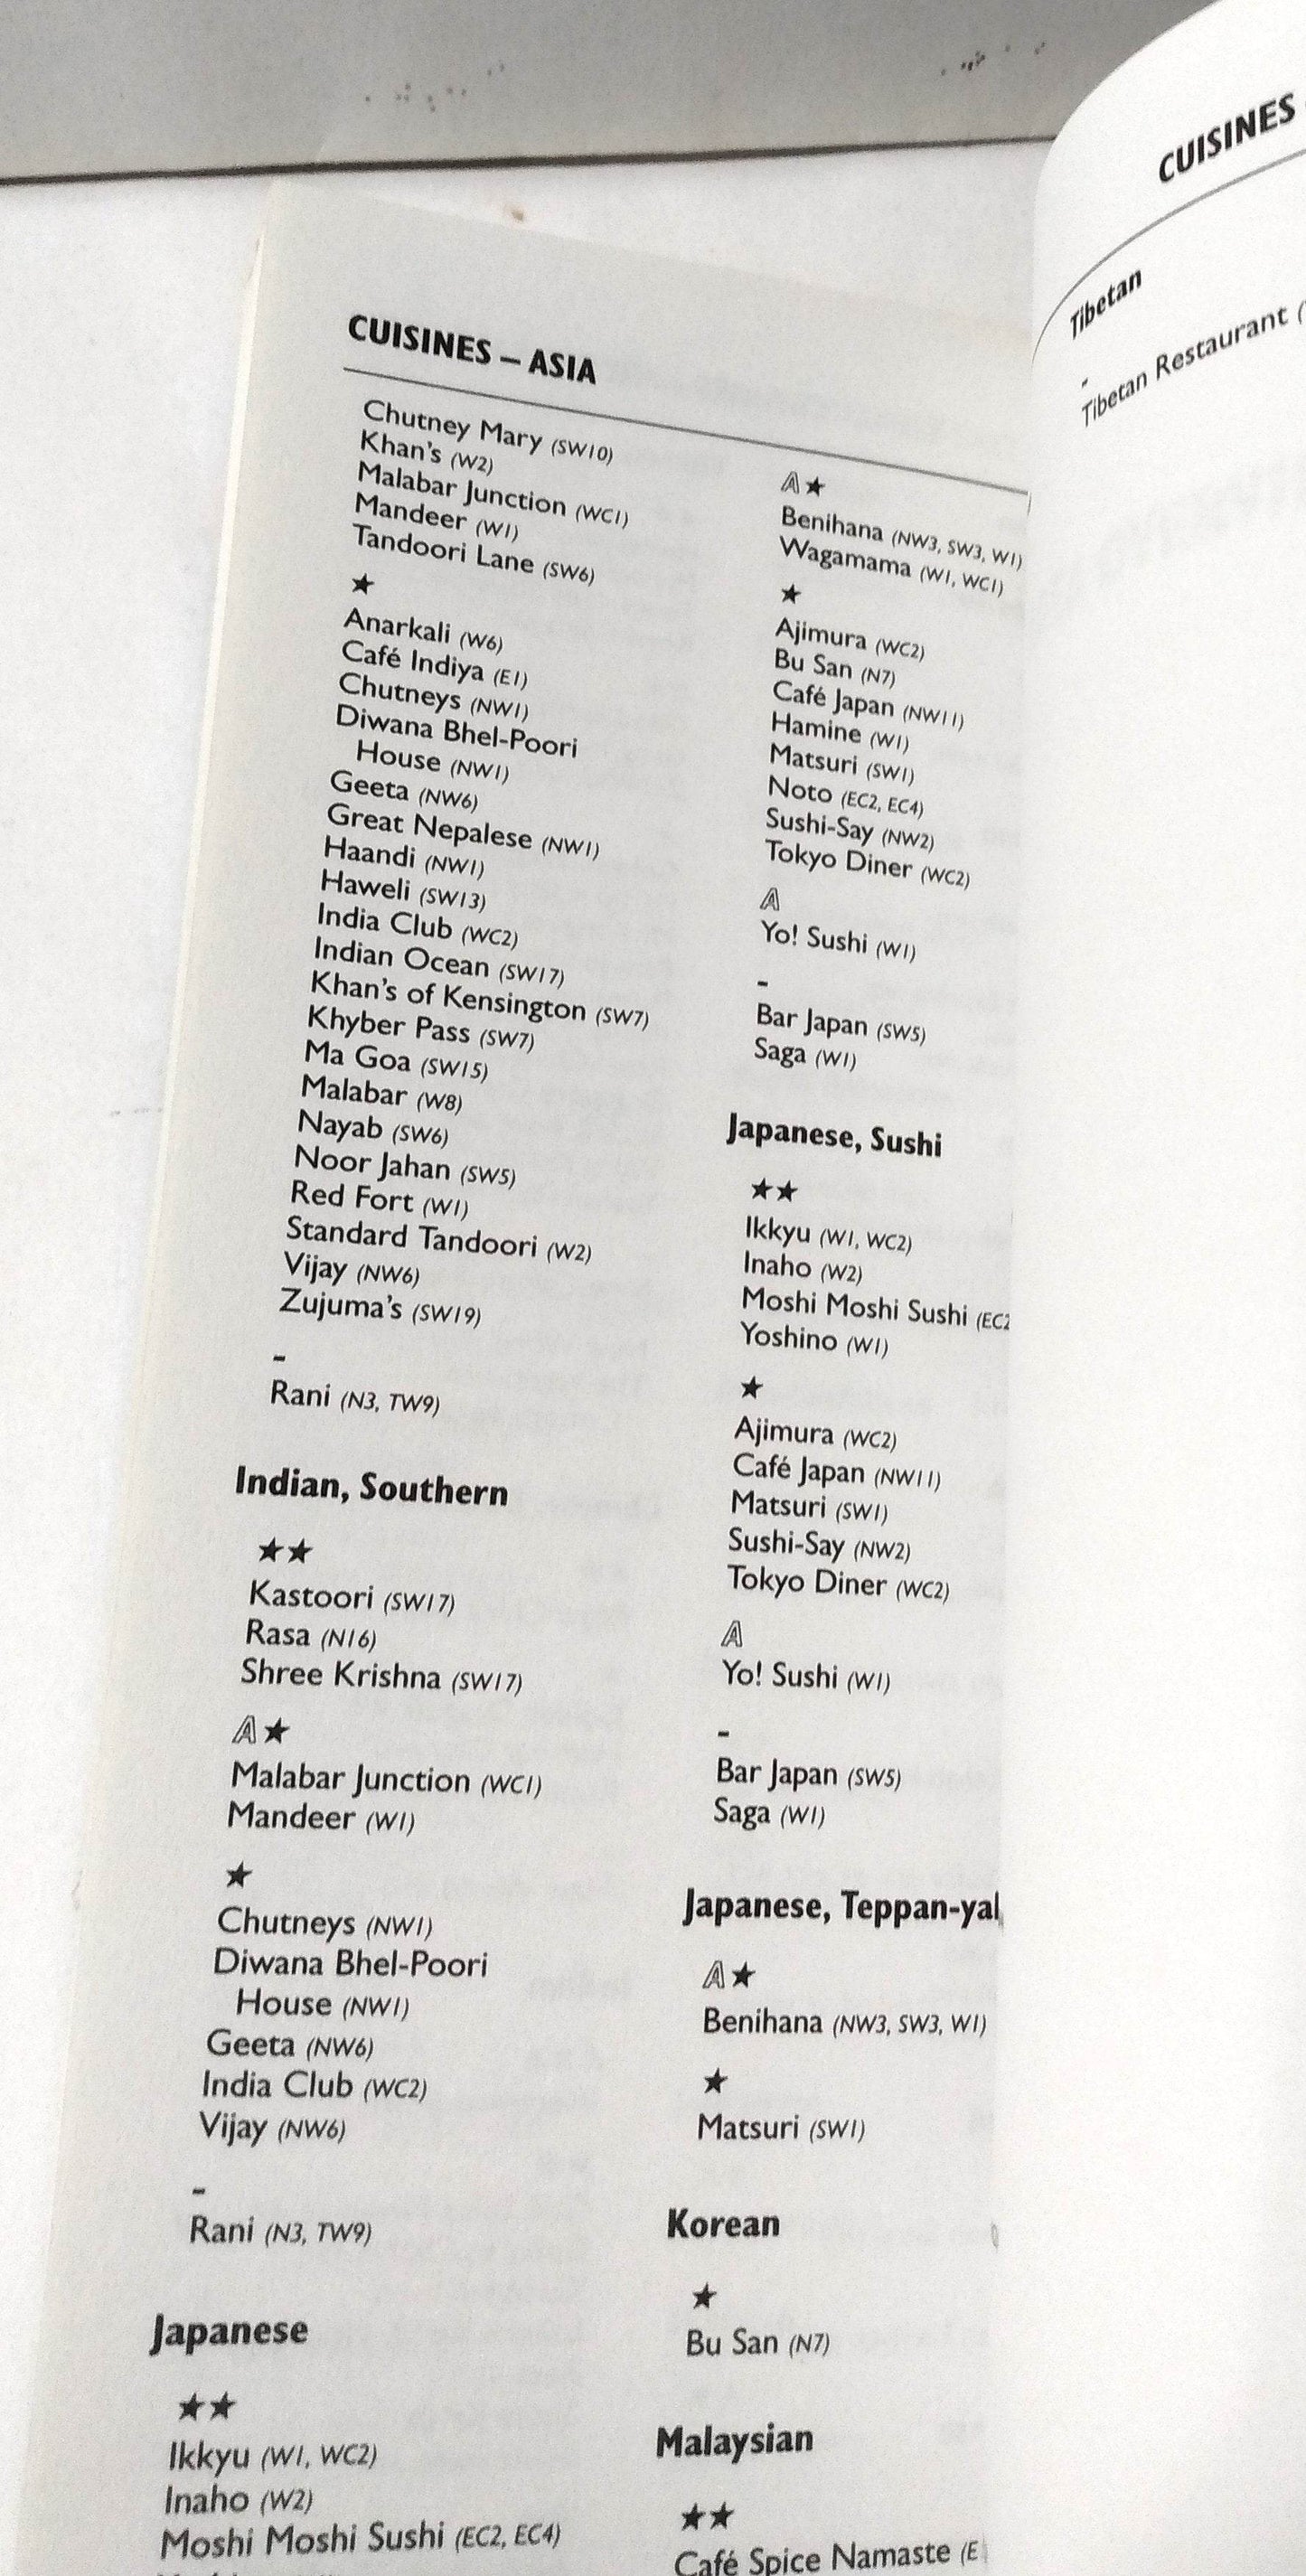 CUISINES – ASIA
Chutney Mary (SW10)
Khan's (W2)
Malabar Junction (WC1)
Mandeer (W1)
Tandoori Lane (SW6)
★
Anarkali (W6)
Café Indiya (E1)
Chutneys (NW1)
Diwana Bhel-Poori
House (NW1)
Geeta (NW6)
Great Nepalese (NW1)
Haandi (NW1)
Haweli (SW13)
India Club (WC2)
Indian Ocean (SW17)
Khan's of Kensington (SW7)
Khyber Pass (SW7)
Ma Goa (SW15)
Malabar (W8)
Nayab (SW6)
Noor Jahan (SW5)
Red Fort (W1)
Standard Tandoori (W2)
Vijay (NW6)
Zujuma's (SW19)
-
Rani (N3, TW9)
Indian, Southern
★★
Kastoori (SW17)
Rasa (N16)
Shree Krishna (SW17)
A★
Malabar Junction (WC1)
Mandeer (W1)
★
Chutneys (NW1)
Diwana Bhel-Poori
House (NW1)
Geeta (NW6)
India Club (WC2)
Vijay (NW6)
-
Rani (N3, TW9)
Japanese
★★
Ikkyu (W1, WC2)
Inaho (W2)
Moshi Moshi Sushi (EC2, EC4)
A★
Benihana (NW3, SW3, W1)
Wagamama (W1, WC1)
★
Ajimura (WC2)
Bu San (N7)
Café Japan (NW11)
Hamine (W1)
Matsuri (SW1)
Noto (EC2, EC4)
Sushi-Say (NW2)
Tokyo Diner (WC2)
A
Yo! Sushi (W1)
-
Bar Japan (SW5)
Saga (W1)
Japanese, Sushi
★★
Ikkyu (W1, WC2)
Inaho (W2)
Moshi Moshi Sushi (EC2
Yoshino (W1)
★
Ajimura (WC2)
Café Japan (NW11)
Matsuri (SW1)
Sushi-Say (NW2)
Tokyo Diner (WC2)
A
Yo! Sushi (W1)
-
Bar Japan (SW5)
Saga (W1)
Japanese, Teppan-ya
A★
Benihana (NW3, SW3, W1)
★
Matsuri (SW1)
Korean
★
Bu San (N7)
Malaysian
★★
Café Spice Namaste (E
CUISINES
Tibetan
-
Tibetan Restaurant (